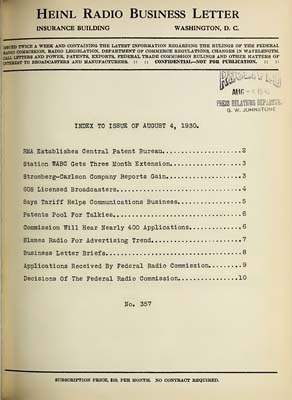 HEINL RADIO BUSINESS LETTER
INSURANCE BUILDING WASHINGTON, D. C.
ISSUED TWICE A WEEK AND CONTAINING THE LATEST INFORMATION REGARDING THE RULINGS OF THE FEDERAL
RADIO COMMISSION, RADIO LEGISLATION, DEPARTMENT OF COMMERCE REGULATIONS, CHANGES IN WAVELENGTH,
CALL LETTERS AND POWER, PATENTS, EXPORTS, FEDERAL TRADE COMMISSION RULINGS AND OTHER MATTERS OF
INTEREST TO BROADCASTERS AND MANUFACTURERS. :: :: CONFIDENTIAL—NOT FOR PUBLICATION. :: ::
AUG
PRESS RELATIONS
G. W. JOHNSTONE
INDEX TO ISSUE OF AUGUST 4, 1930.
RMA Establishes Central Patent Bureau...............2
Station WABC Gets Three Month Extension.............3
Stromberg-Carlson Company Reports Gain..............3
608 Licensed Broadcasters...........................4
Says Tariff Helps Communications Business...........5
Patents Pool For Talkies............................6
Commission Will Hear Nearly 400 Applications........6
Blames Radio For Advertising Trend..................7
Business Letter Briefs..............................8
Applications Received By Federal Radio Commission...9
Decisions Of The Federal Radio Commission..........10
No. 357
SUBSCRIPTION PRICE, $10. PER MONTH. NO CONTRACT REQUIRED.